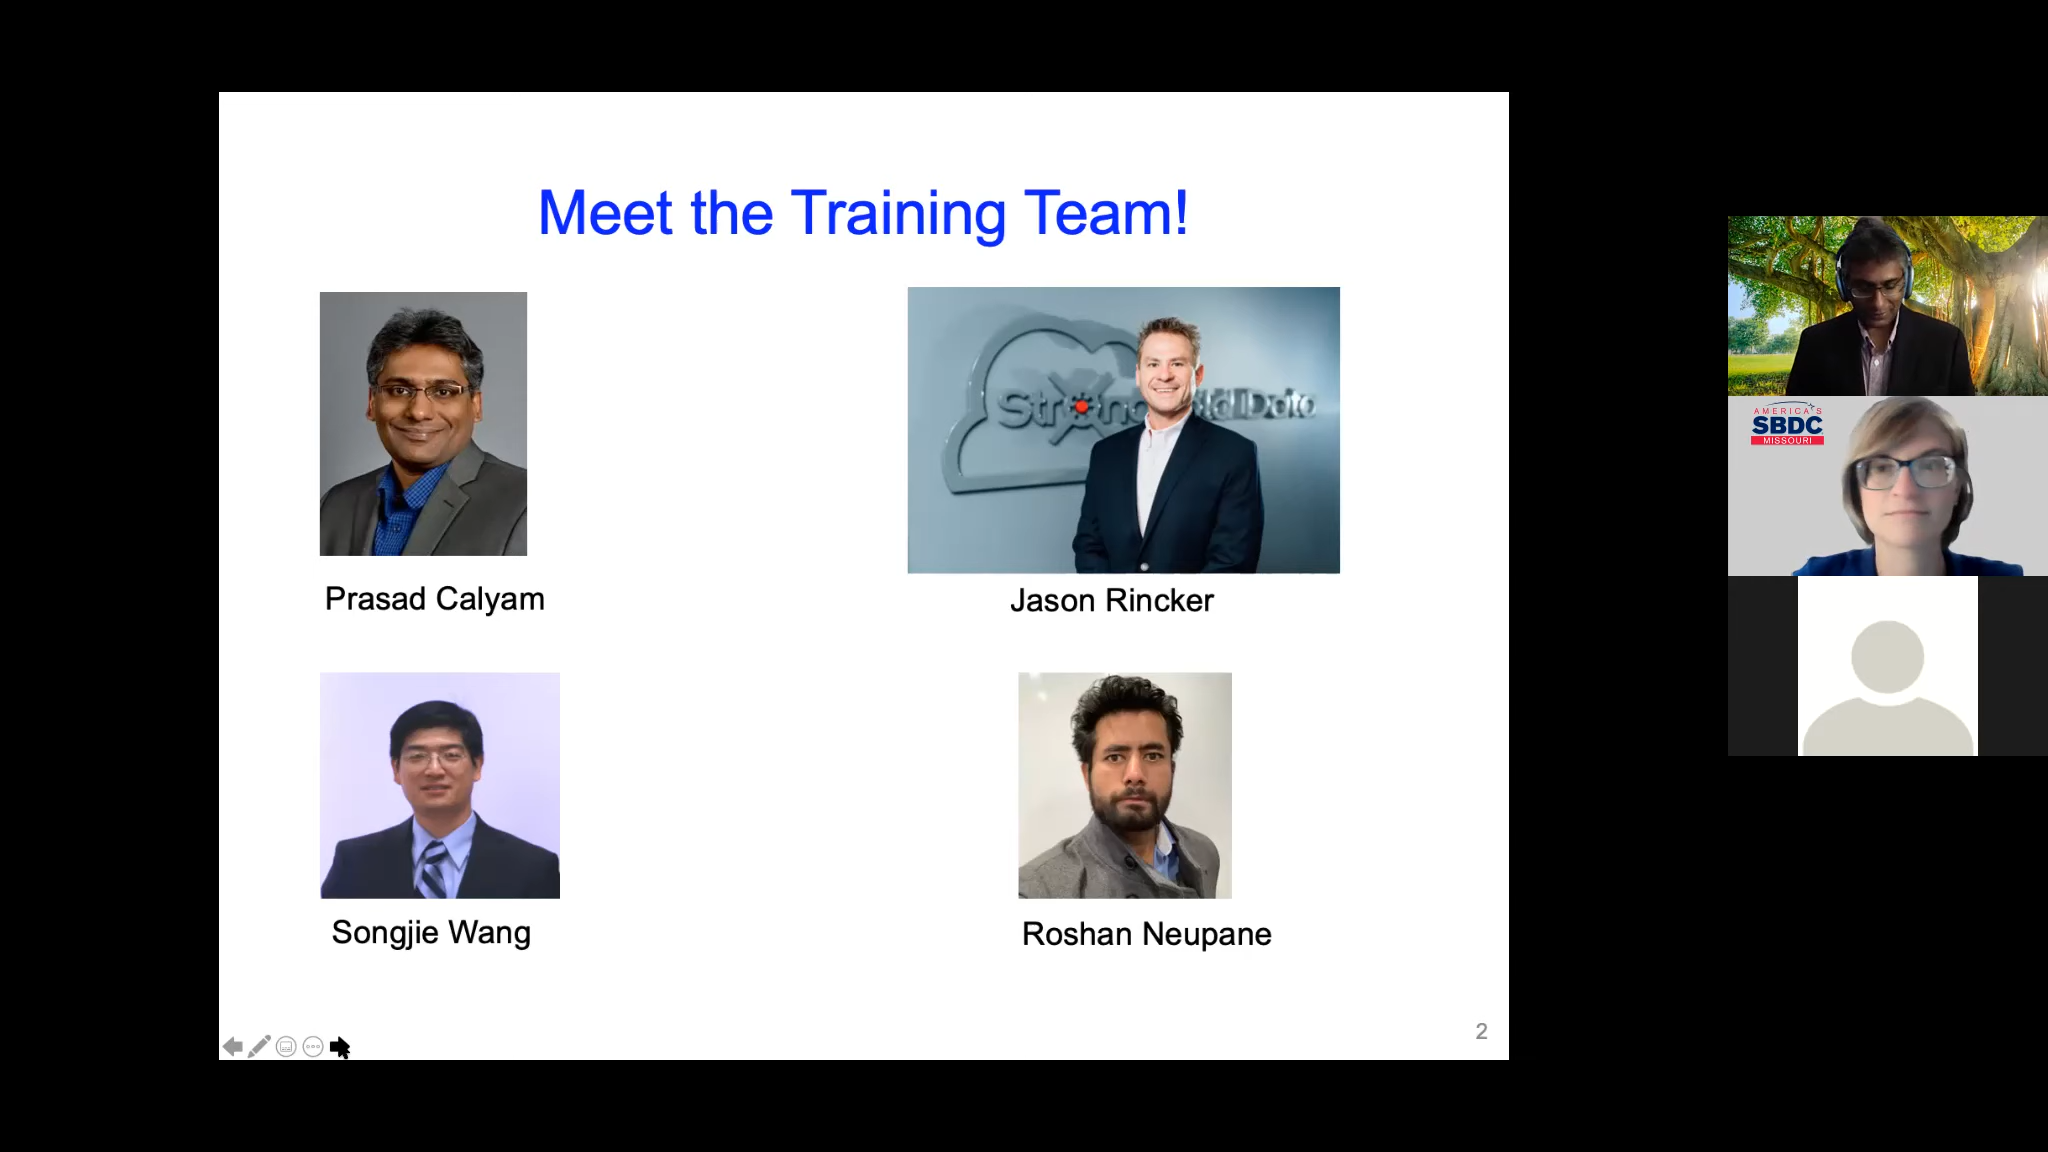 Meet the Training Team!
Prasad Calyam
Jason Rincker
Songjie Wang
Roshan Neupane
2
AMERICA'S
SBDC
MISSOURI